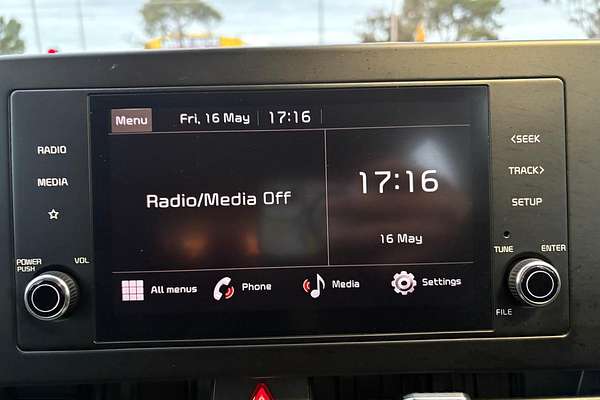 Menu Fri, 16 May 17:16
RADIO
MEDIA
Radio/Media Off
17:16
16 May
<SEEK
TRACK>
SETUP
POWER PUSH VOL
TUNE ENTER
FILE
All menus Phone Media Settings